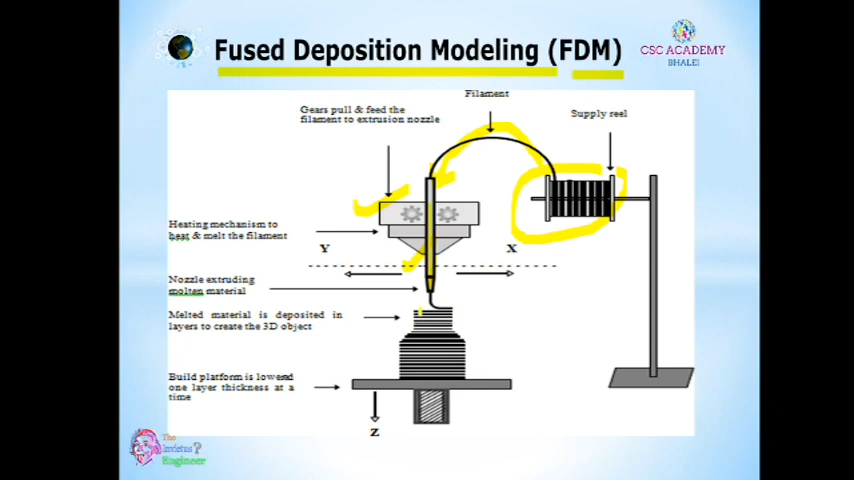 Fused Deposition Modeling (FDM)
CSC ACADEMY
BHALEI
Filament
Gears pull & feed the
filament to extrusion nozzle
Supply reel
Heating mechanism to
heat & melt the filament
Y
X
Nozzle extruding
molten material
Melted material is deposited in
layers to create the 3D object
Build platform is lowered
one layer thickness at a
time
Z
The
?
Engineer